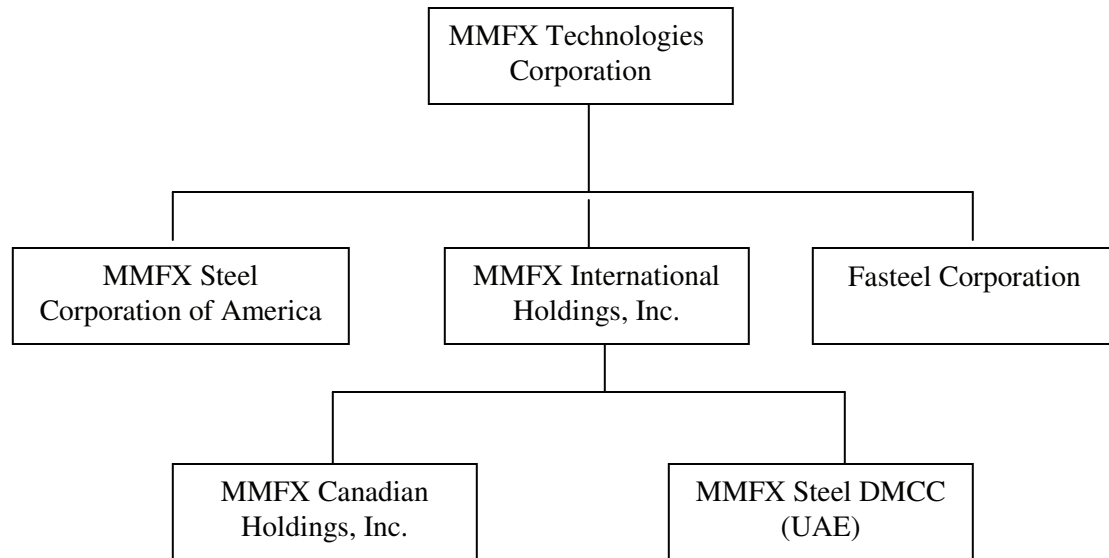 MMFX Technologies
Corporation
MMFX Steel
Corporation of America
MMFX International
Holdings, Inc.
Fasteel Corporation
MMFX Canadian
Holdings, Inc.
MMFX Steel DMCC
(UAE)